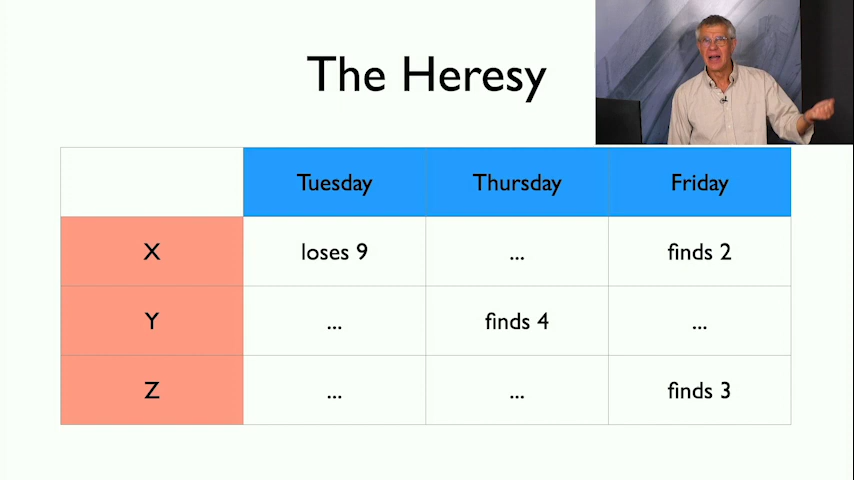 The Heresy
Tuesday Thursday Friday
X loses 9 ... finds 2
Y ... finds 4 ...
Z ... ... finds 3